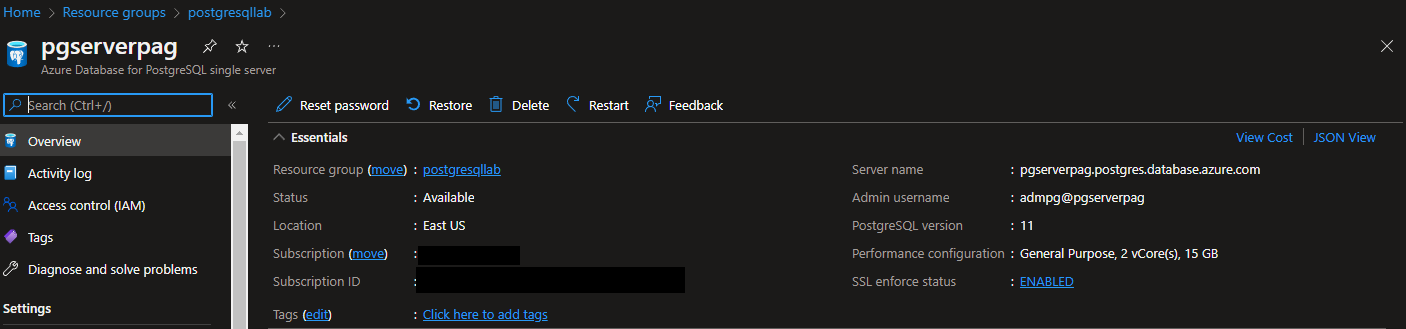 Home > Resource groups > postgresqllab >
pgserverpag ...
Azure Database for PostgreSQL single server
Search (Ctrl+/) «
Overview
Activity log
Access control (IAM)
Tags
Diagnose and solve problems
Settings
Reset password Restore Delete Restart Feedback
Essentials View Cost JSON View
Resource group (move) : postgresqllab
Status : Available
Location : East US
Subscription (move) :
Subscription ID :
Tags (edit) : Click here to add tags
Server name : pgserverpag.postgres.database.azure.com
Admin username : admpg@pgserverpag
PostgreSQL version : 11
Performance configuration : General Purpose, 2 vCore(s), 15 GB
SSL enforce status : ENABLED